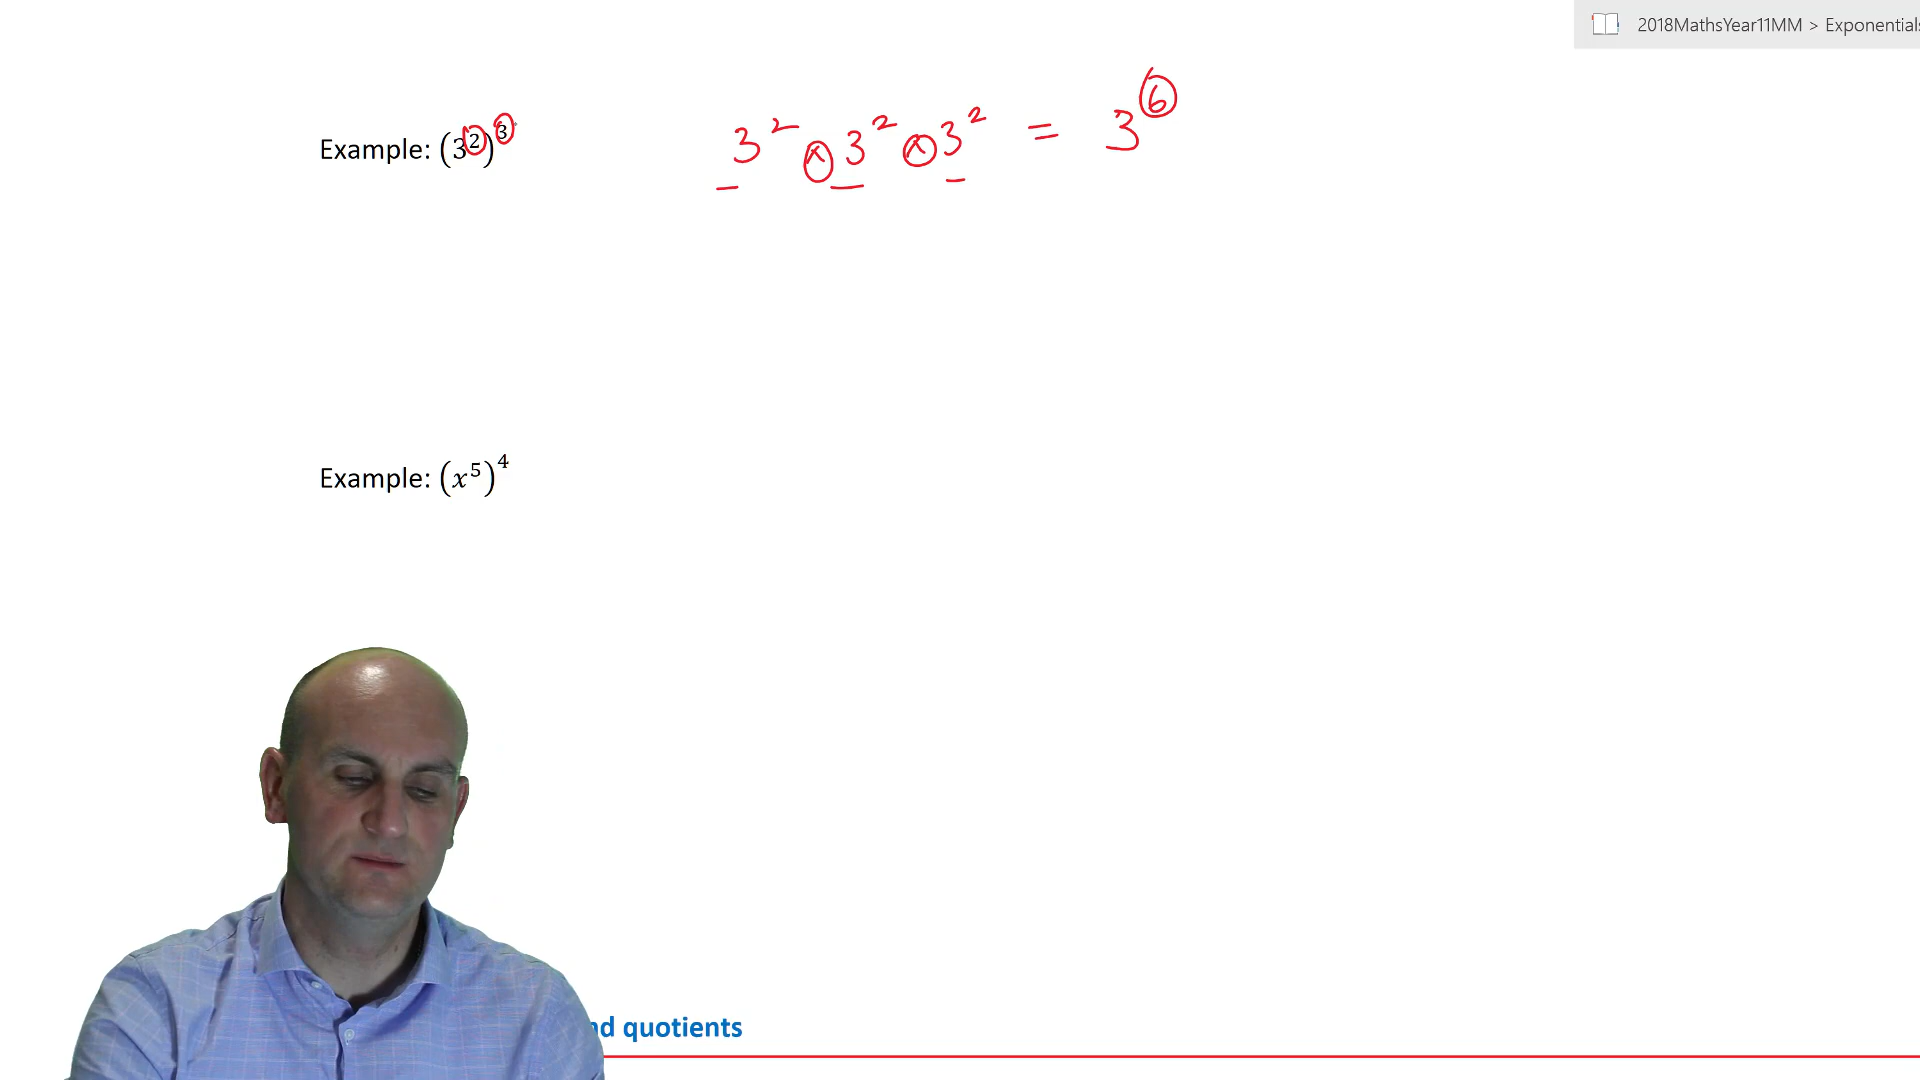 2018MathsYear11MM > Exponentials
Example: (3²)³ 3² × 3² × 3² = 3⁶
Example: (x⁵)⁴
nd quotients